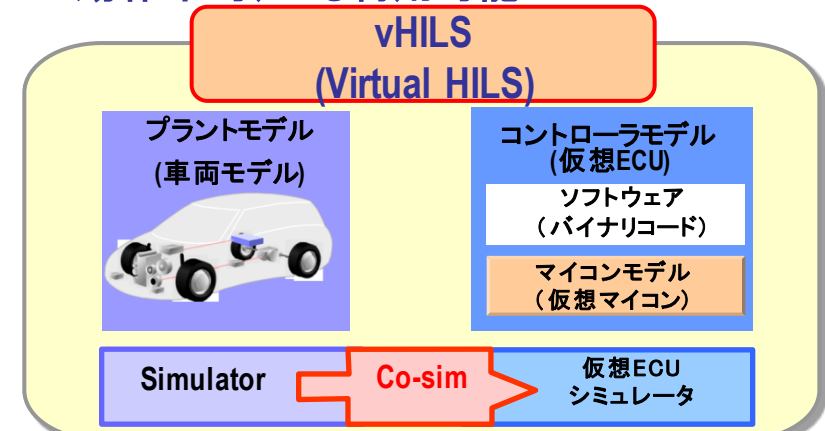 vHILS
(Virtual HILS)
プラントモデル
(車両モデル)
コントローラモデル
(仮想ECU)
ソフトウェア
（バイナリコード）
マイコンモデル
（仮想マイコン）
Simulator
Co-sim
仮想ECU
シミュレータ